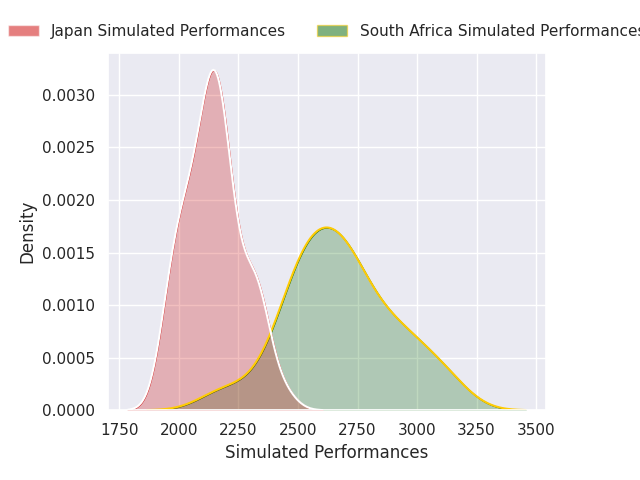 Japan Simulated Performances
South Africa Simulated Performances
0.0030
0.0025
0.0020
0.0015
0.0010
0.0005
0.0000
Density
1750 2000 2250 2500 2750 3000 3250 3500
Simulated Performances